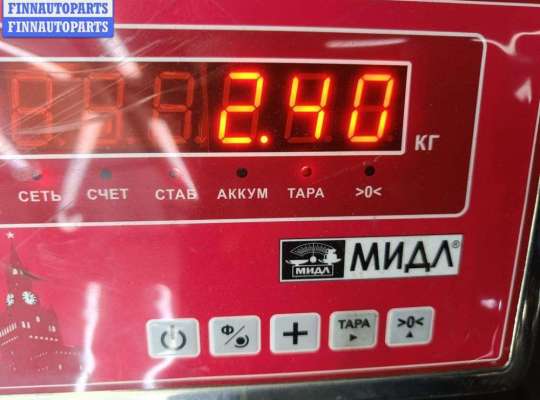 FINNAUTOPARTS
FINNAUTOPARTS
2.40
КГ
СЕТЬ СЧЕТ СТАБ АККУМ ТАРА >0<
МИДЛ МИДЛ®
Ф/ + ТАРА >0<